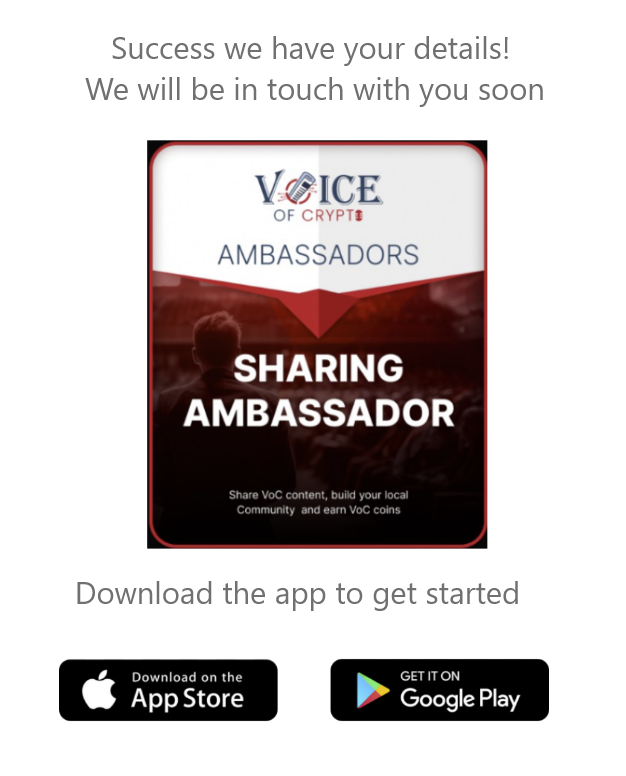 Success we have your details!
We will be in touch with you soon
VOICE
OF CRYPTO
AMBASSADORS
SHARING
AMBASSADOR
Share VoC content, build your local
Community and earn VoC coins
Download the app to get started
Download on the
App Store
GET IT ON
Google Play